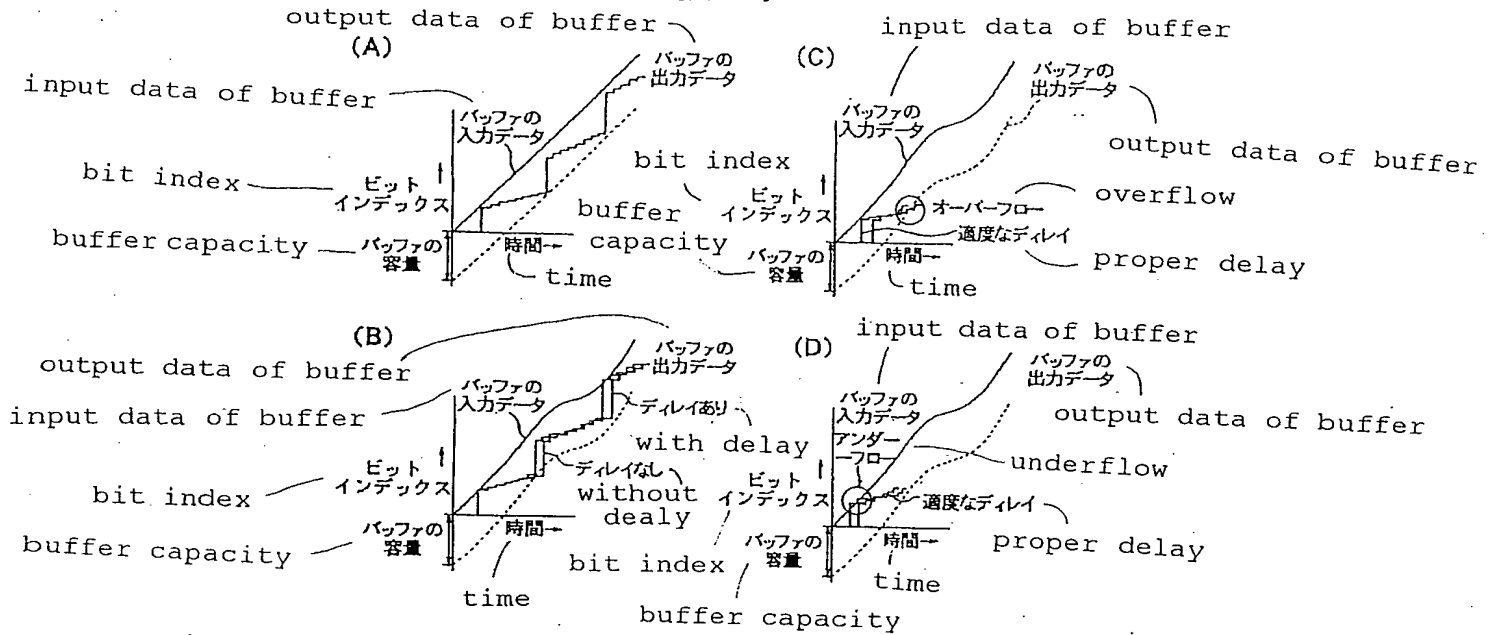 output data of buffer
(A)
バッファの
出力データ
input data of buffer
バッファの
入力データ
bit index
ビット
インデックス
↑
buffer capacity
バッファの
容量
時間→
time
input data of buffer
(C)
バッファの
出力データ
バッファの
入力データ
output data of buffer
bit index
ビット
インデックス
↑
overflow
オーバーフロー
buffer
capacity
適度なディレイ
proper delay
バッファの
容量
時間→
time
(B)
output data of buffer
バッファの
出力データ
input data of buffer
バッファの
入力データ
ディレイあり
with delay
ビット
インデックス
↑
bit index
ディレイなし
without
dealy
buffer capacity
バッファの
容量
時間→
time
input data of buffer
(D)
バッファの
出力データ
バッファの
入力データ
output data of buffer
アンダ
ーフロー
underflow
ビット
インデックス
↑
適度なディレイ
proper delay
bit index
バッファの
容量
時間→
time
buffer capacity